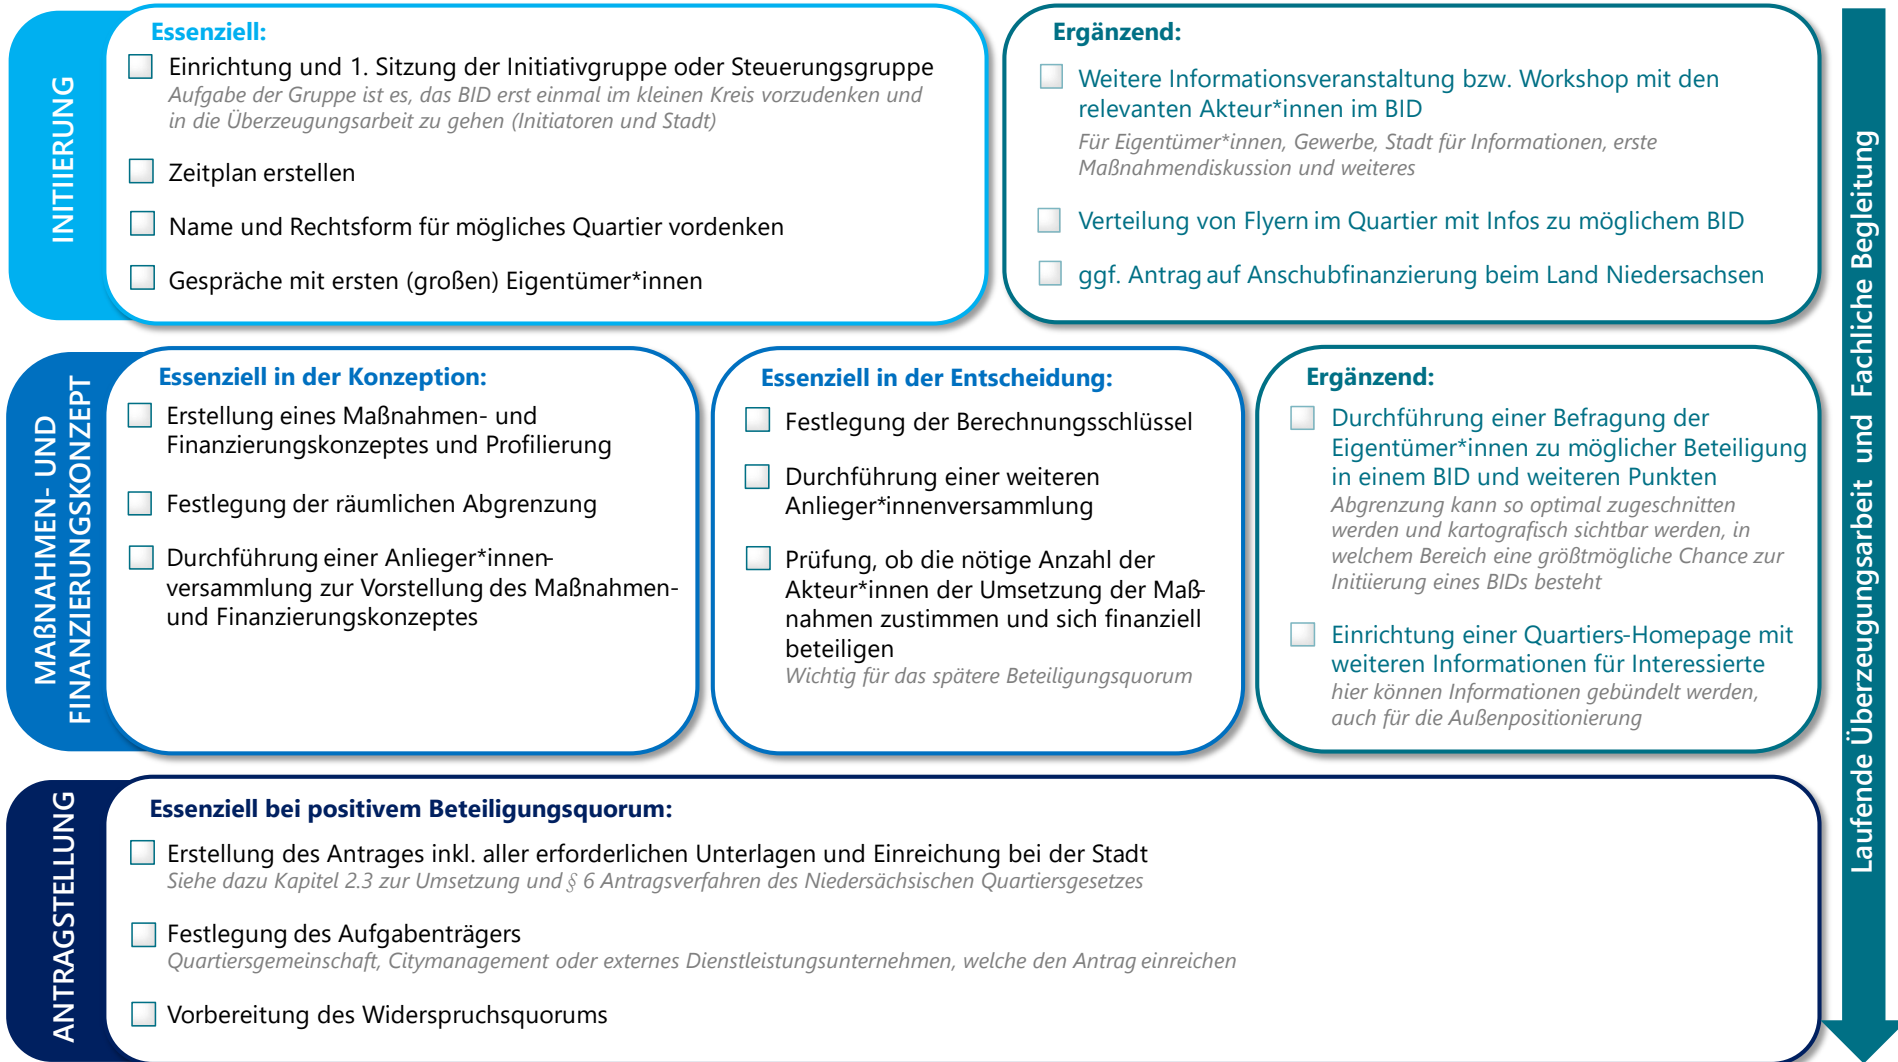 INITIIERUNG
Essenziell:
Einrichtung und 1. Sitzung der Initiativgruppe oder Steuerungsgruppe
Aufgabe der Gruppe ist es, das BID erst einmal im kleinen Kreis vorzudenken und
in die Überzeugungsarbeit zu gehen (Initiatoren und Stadt)
Zeitplan erstellen
Name und Rechtsform für mögliches Quartier vordenken
Gespräche mit ersten (großen) Eigentümer*innen
Ergänzend:
Weitere Informationsveranstaltung bzw. Workshop mit den
relevanten Akteur*innen im BID
Für Eigentümer*innen, Gewerbe, Stadt für Informationen, erste
Maßnahmendiskussion und weiteres
Verteilung von Flyern im Quartier mit Infos zu möglichem BID
ggf. Antrag auf Anschubfinanzierung beim Land Niedersachsen
MAßNAHMEN- UND
FINANZIERUNGSKONZEPT
Essenziell in der Konzeption:
Erstellung eines Maßnahmen- und
Finanzierungskonzeptes und Profilierung
Festlegung der räumlichen Abgrenzung
Durchführung einer Anlieger*innen-
versammlung zur Vorstellung des Maßnahmen-
und Finanzierungskonzeptes
Essenziell in der Entscheidung:
Festlegung der Berechnungsschlüssel
Durchführung einer weiteren
Anlieger*innenversammlung
Prüfung, ob die nötige Anzahl der
Akteur*innen der Umsetzung der Maß-
nahmen zustimmen und sich finanziell
beteiligen
Wichtig für das spätere Beteiligungsquorum
Ergänzend:
Durchführung einer Befragung der
Eigentümer*innen zu möglicher Beteiligung
in einem BID und weiteren Punkten
Abgrenzung kann so optimal zugeschnitten
werden und kartografisch sichtbar werden, in
welchem Bereich eine größtmögliche Chance zur
Initiierung eines BIDs besteht
Einrichtung einer Quartiers-Homepage mit
weiteren Informationen für Interessierte
hier können Informationen gebündelt werden,
auch für die Außenpositionierung
ANTRAGSTELLUNG
Essenziell bei positivem Beteiligungsquorum:
Erstellung des Antrages inkl. aller erforderlichen Unterlagen und Einreichung bei der Stadt
Siehe dazu Kapitel 2.3 zur Umsetzung und § 6 Antragsverfahren des Niedersächsischen Quartiersgesetzes
Festlegung des Aufgabenträgers
Quartiersgemeinschaft, Citymanagement oder externes Dienstleistungsunternehmen, welche den Antrag einreichen
Vorbereitung des Widerspruchsquorums
Laufende Überzeugungsarbeit und Fachliche Begleitung